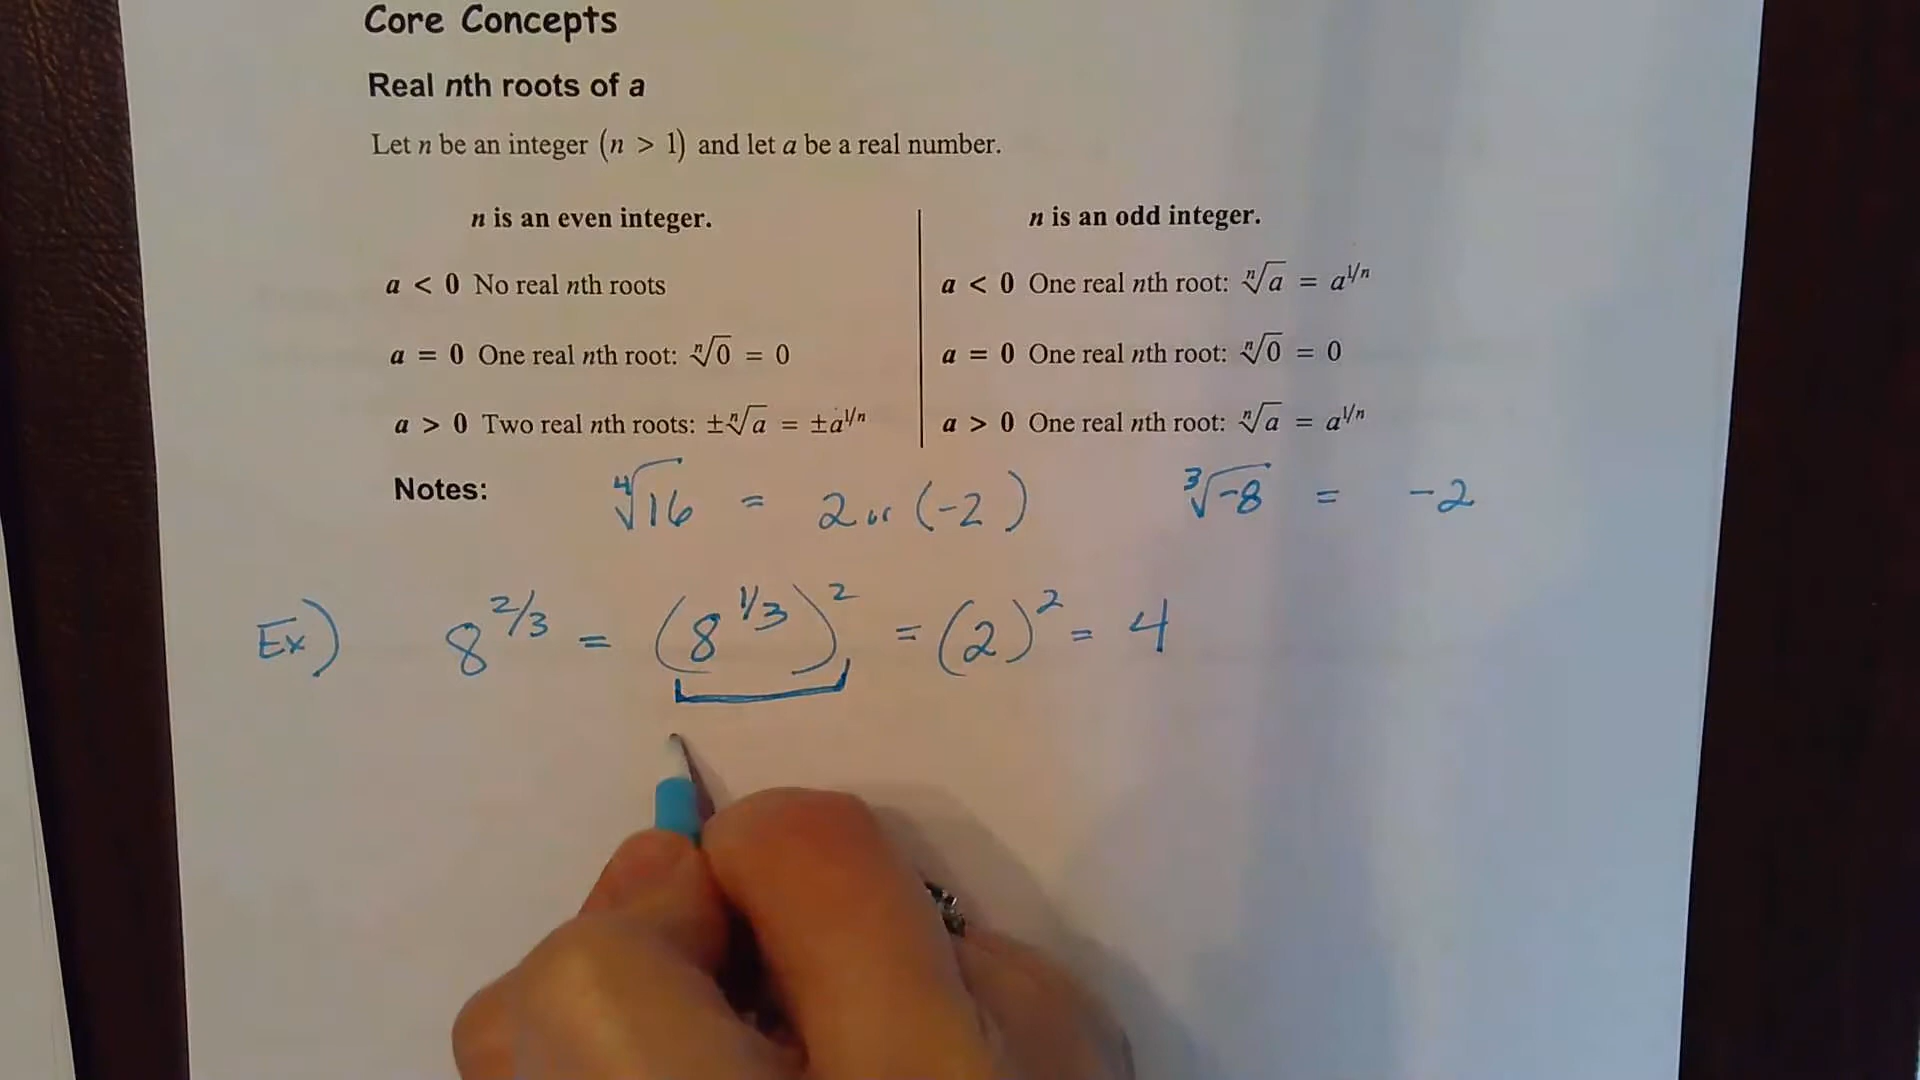 Core Concepts
Real nth roots of a
Let n be an integer (n > 1) and let a be a real number.
n is an even integer.
a < 0 No real nth roots
a = 0 One real nth root: ⁿ√0 = 0
a > 0 Two real nth roots: ±ⁿ√a = ±a^1/n
n is an odd integer.
a < 0 One real nth root: ⁿ√a = a^1/n
a = 0 One real nth root: ⁿ√0 = 0
a > 0 One real nth root: ⁿ√a = a^1/n
Notes:
⁴√16 = 2 or (-2)
³√-8 = -2
Ex) 8^2/3 = (8^1/3)² = (2)² = 4